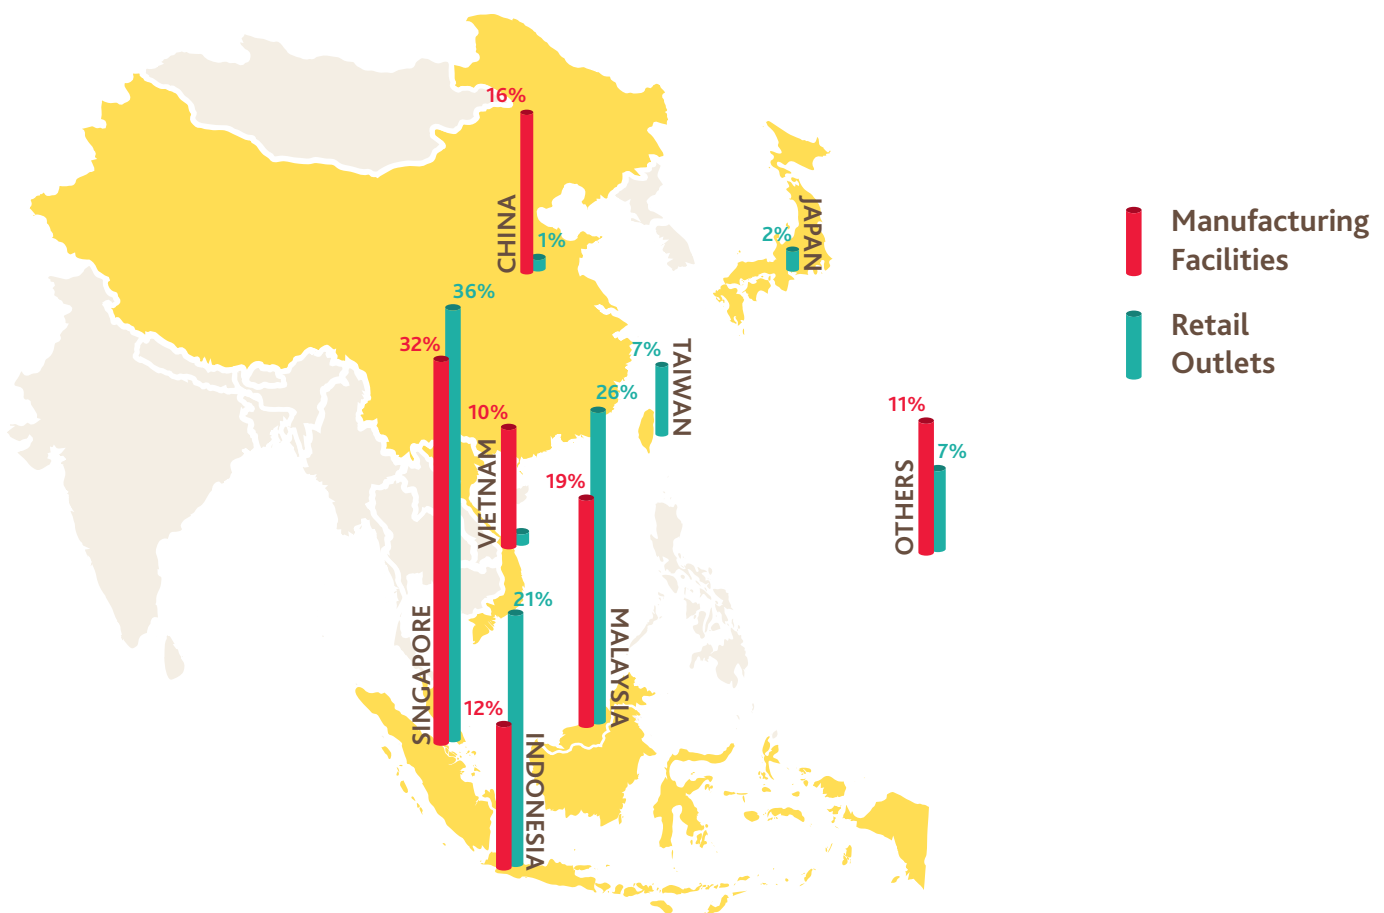 16%
CHINA
1%
2%
JAPAN
Manufacturing
Facilities
Retail
Outlets
36%
32%
7%
TAIWAN
10%
VIETNAM
26%
19%
MALAYSIA
11%
7%
OTHERS
SINGAPORE
21%
12%
INDONESIA